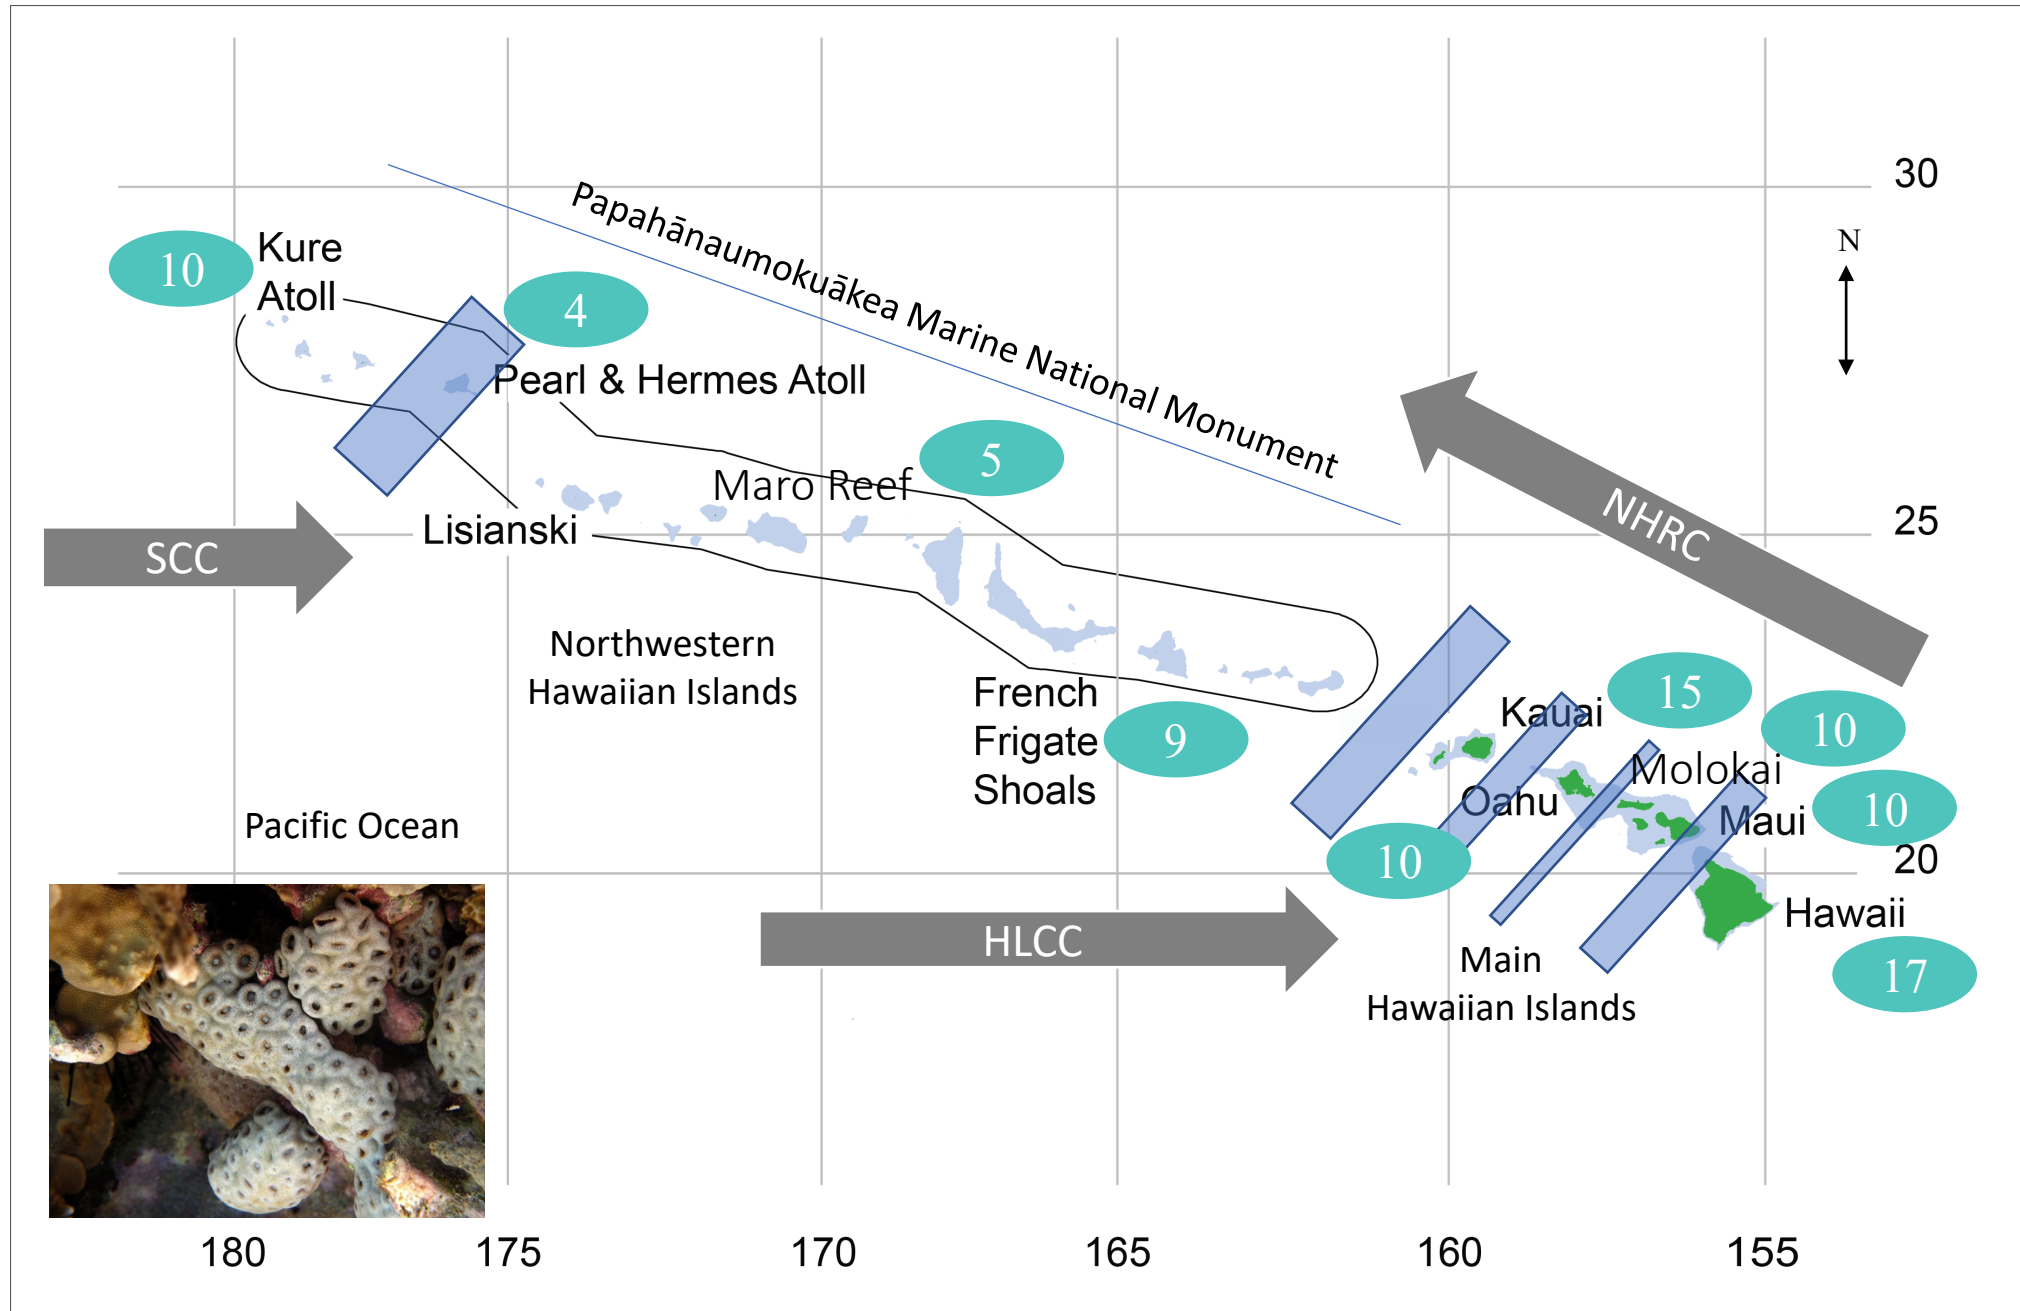 30
Papahānaumokuākea Marine National Monument
N
Kure
Atoll
10
4
Pearl & Hermes Atoll
5
Maro Reef
NHRC
25
Lisianski
SCC
Northwestern
Hawaiian Islands
French
Frigate
Shoals
9
15
Kauai
10
Molokai
Oahu
10
Maui
Pacific Ocean
10
20
Hawaii
HLCC
Main
Hawaiian Islands
17
180
175
170
165
160
155